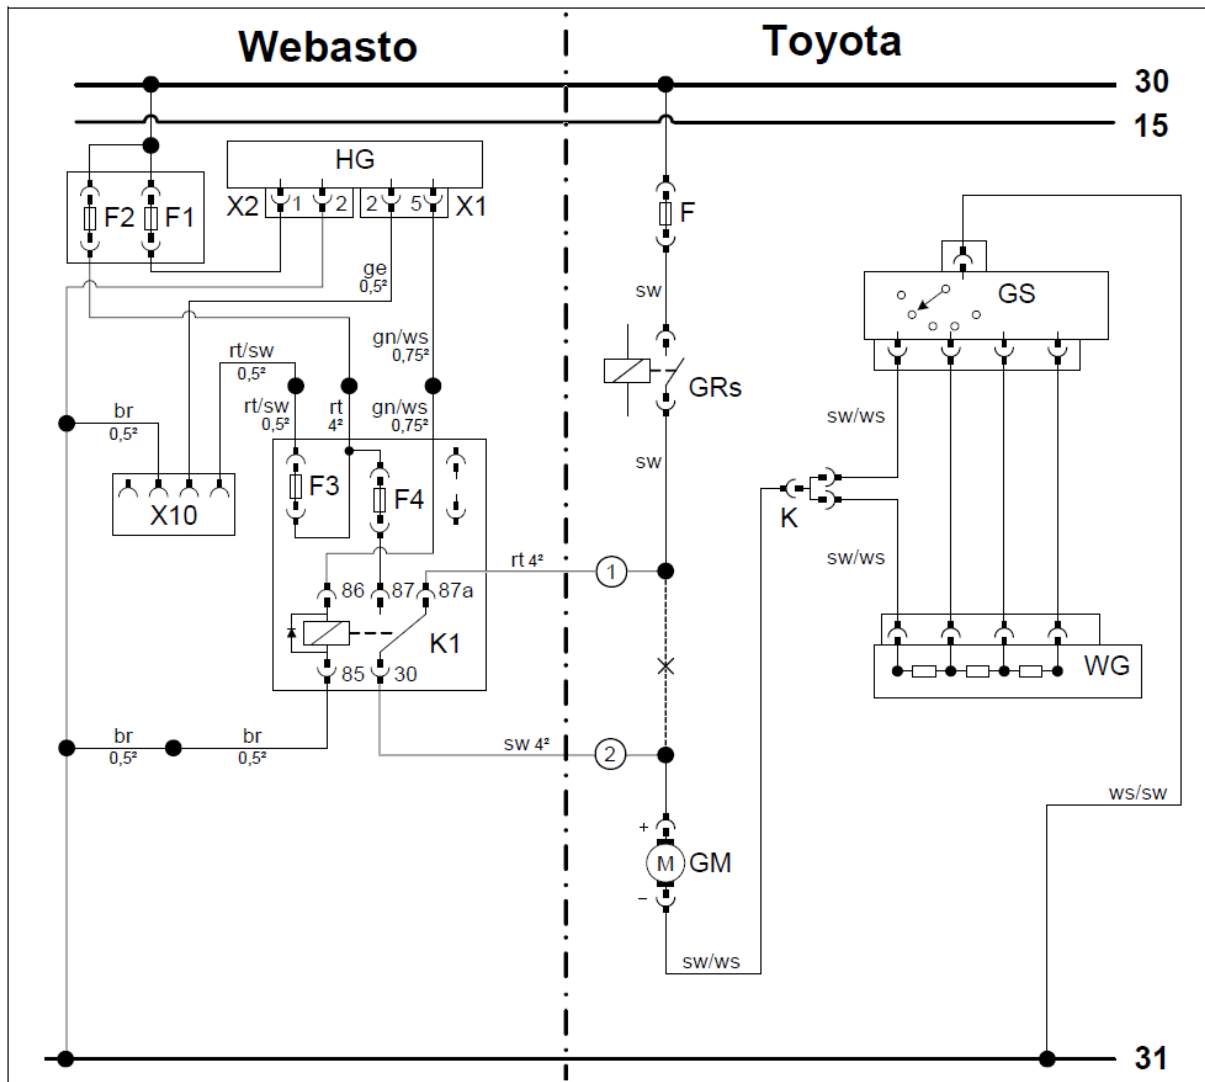 Webasto
Toyota
30
15
HG
X2
1
2
2
5
X1
F2
F1
F
ge
0,5²
sw
GS
gn/ws
0,75²
rt/sw
0,5²
GRs
rt/sw
0,5²
rt
4²
gn/ws
0,75²
br
0,5²
sw/ws
sw
F3
F4
X10
K
rt 4²
1
sw/ws
86
87
87a
K1
85
30
WG
br
0,5²
br
0,5²
sw 4²
2
ws/sw
+
M
GM
−
sw/ws
31